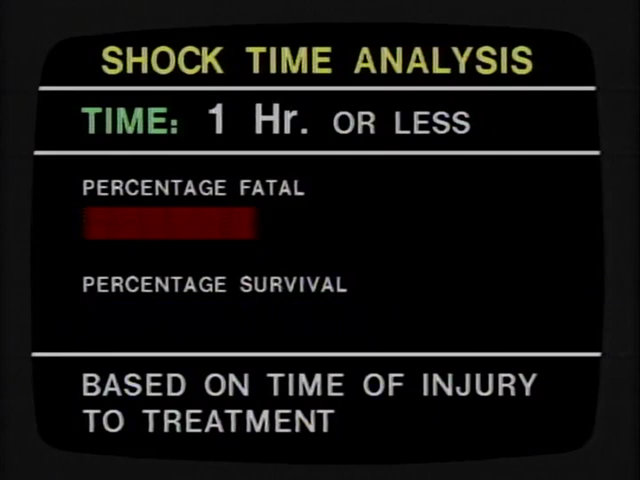 SHOCK TIME ANALYSIS
TIME: 1 Hr. OR LESS
PERCENTAGE FATAL
PERCENTAGE SURVIVAL
BASED ON TIME OF INJURY
TO TREATMENT